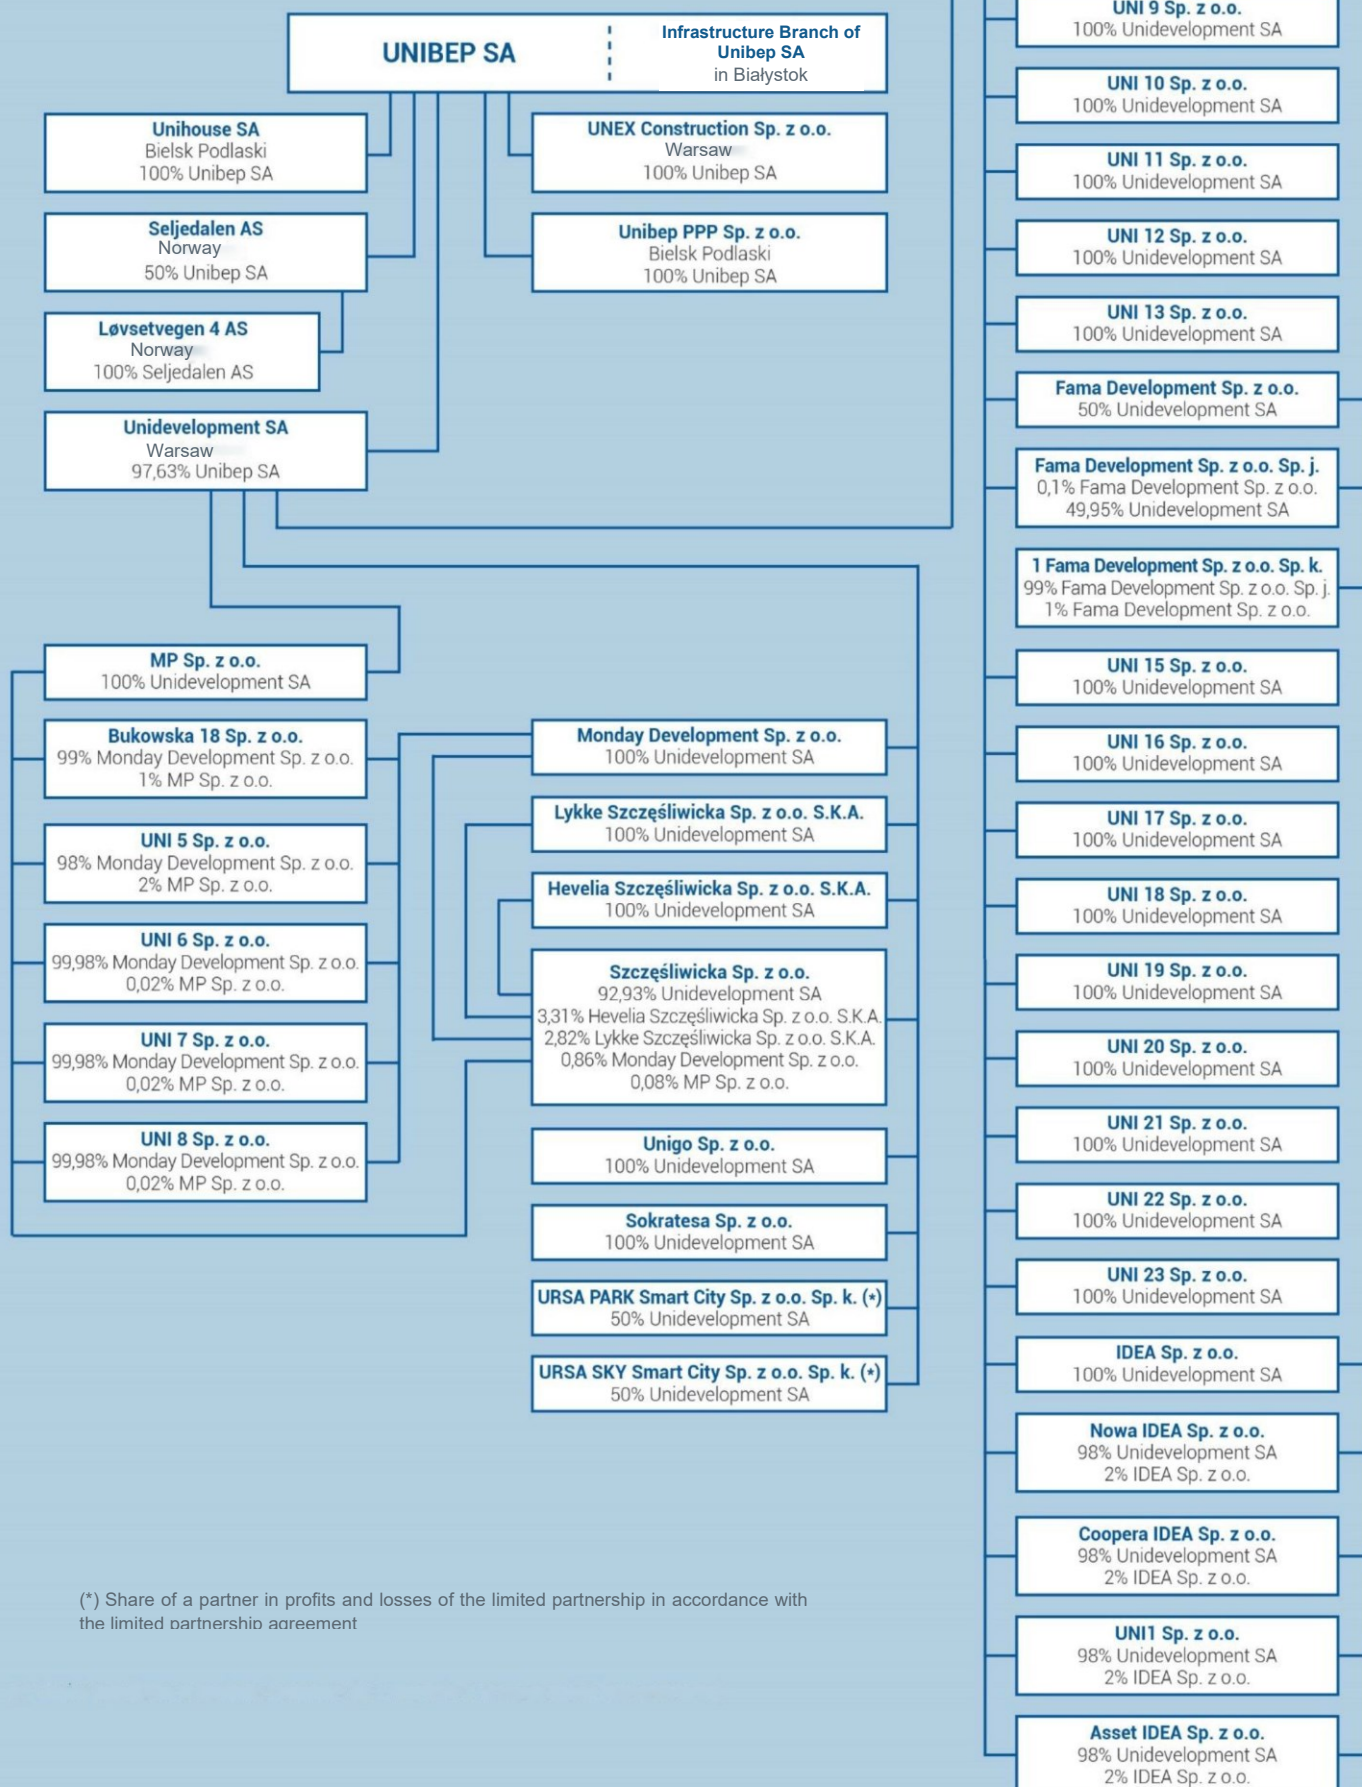 UNIBEP SA
Infrastructure Branch of
Unibep SA
in Białystok
Unihouse SA
Bielsk Podlaski
100% Unibep SA
UNEX Construction Sp. z o.o.
Warsaw
100% Unibep SA
Seljedalen AS
Norway
50% Unibep SA
Unibep PPP Sp. z o.o.
Bielsk Podlaski
100% Unibep SA
Løvsetvegen 4 AS
Norway
100% Seljedalen AS
Unidevelopment SA
Warsaw
97,63% Unibep SA
MP Sp. z o.o.
100% Unidevelopment SA
Bukowska 18 Sp. z o.o.
99% Monday Development Sp. z o.o.
1% MP Sp. z o.o.
UNI 5 Sp. z o.o.
98% Monday Development Sp. z o.o.
2% MP Sp. z o.o.
UNI 6 Sp. z o.o.
99,98% Monday Development Sp. z o.o.
0,02% MP Sp. z o.o.
UNI 7 Sp. z o.o.
99,98% Monday Development Sp. z o.o.
0,02% MP Sp. z o.o.
UNI 8 Sp. z o.o.
99,98% Monday Development Sp. z o.o.
0,02% MP Sp. z o.o.
Monday Development Sp. z o.o.
100% Unidevelopment SA
Lykke Szczęśliwicka Sp. z o.o. S.K.A.
100% Unidevelopment SA
Hevelia Szczęśliwicka Sp. z o.o. S.K.A.
100% Unidevelopment SA
Szczęśliwicka Sp. z o.o.
92,93% Unidevelopment SA
3,31% Hevelia Szczęśliwicka Sp. z o.o. S.K.A.
2,82% Lykke Szczęśliwicka Sp. z o.o. S.K.A.
0,86% Monday Development Sp. z o.o.
0,08% MP Sp. z o.o.
Unigo Sp. z o.o.
100% Unidevelopment SA
Sokratesa Sp. z o.o.
100% Unidevelopment SA
URSA PARK Smart City Sp. z o.o. Sp. k. (*)
50% Unidevelopment SA
URSA SKY Smart City Sp. z o.o. Sp. k. (*)
50% Unidevelopment SA
(*) Share of a partner in profits and losses of the limited partnership in accordance with
the limited partnership agreement
UNI 9 Sp. z o.o.
100% Unidevelopment SA
UNI 10 Sp. z o.o.
100% Unidevelopment SA
UNI 11 Sp. z o.o.
100% Unidevelopment SA
UNI 12 Sp. z o.o.
100% Unidevelopment SA
UNI 13 Sp. z o.o.
100% Unidevelopment SA
Fama Development Sp. z o.o.
50% Unidevelopment SA
Fama Development Sp. z o.o. Sp. j.
0,1% Fama Development Sp. z o.o.
49,95% Unidevelopment SA
1 Fama Development Sp. z o.o. Sp. k.
99% Fama Development Sp. z o.o. Sp. j.
1% Fama Development Sp. z o.o.
UNI 15 Sp. z o.o.
100% Unidevelopment SA
UNI 16 Sp. z o.o.
100% Unidevelopment SA
UNI 17 Sp. z o.o.
100% Unidevelopment SA
UNI 18 Sp. z o.o.
100% Unidevelopment SA
UNI 19 Sp. z o.o.
100% Unidevelopment SA
UNI 20 Sp. z o.o.
100% Unidevelopment SA
UNI 21 Sp. z o.o.
100% Unidevelopment SA
UNI 22 Sp. z o.o.
100% Unidevelopment SA
UNI 23 Sp. z o.o.
100% Unidevelopment SA
IDEA Sp. z o.o.
100% Unidevelopment SA
Nowa IDEA Sp. z o.o.
98% Unidevelopment SA
2% IDEA Sp. z o.o.
Coopera IDEA Sp. z o.o.
98% Unidevelopment SA
2% IDEA Sp. z o.o.
UNI1 Sp. z o.o.
98% Unidevelopment SA
2% IDEA Sp. z o.o.
Asset IDEA Sp. z o.o.
98% Unidevelopment SA
2% IDEA Sp. z o.o.